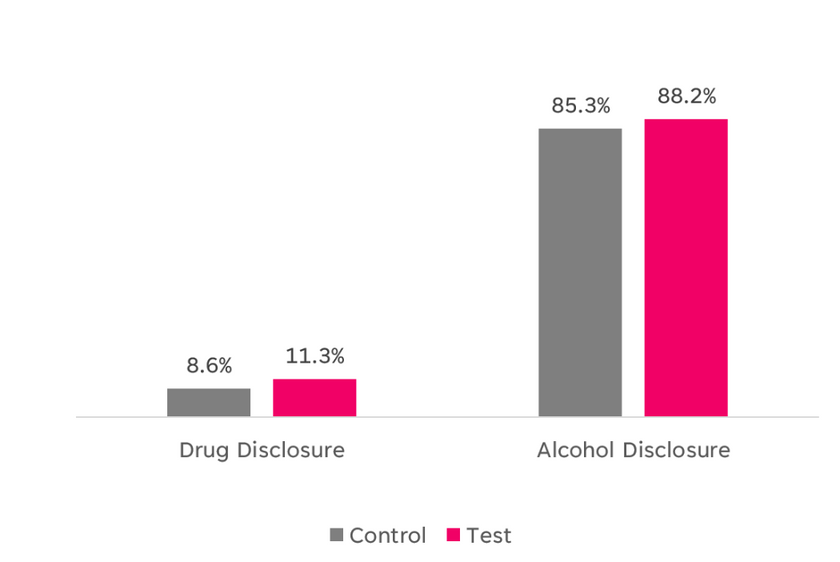 85.3%
88.2%
8.6%
11.3%
Drug Disclosure
Alcohol Disclosure
Control
Test